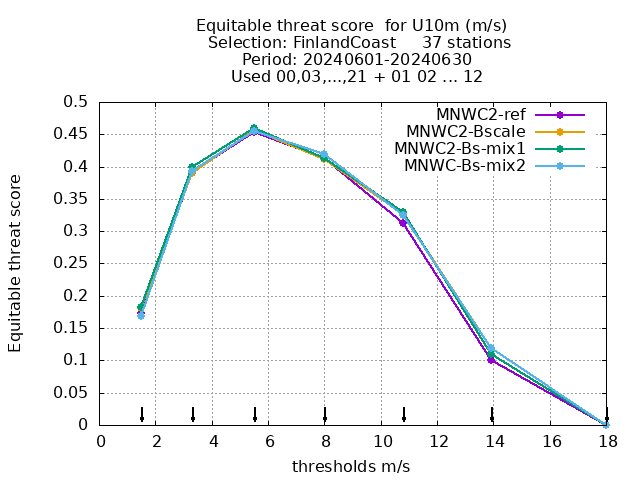 Equitable threat score  for U10m (m/s)
Selection: FinlandCoast     37 stations
Period: 20240601-20240630
Used 00,03,...,21 + 01 02 ... 12
MNWC2-ref
MNWC2-Bscale
MNWC2-Bs-mix1
MNWC-Bs-mix2
Equitable threat score
0.5
0.45
0.4
0.35
0.3
0.25
0.2
0.15
0.1
0.05
0
0 2 4 6 8 10 12 14 16 18
thresholds m/s